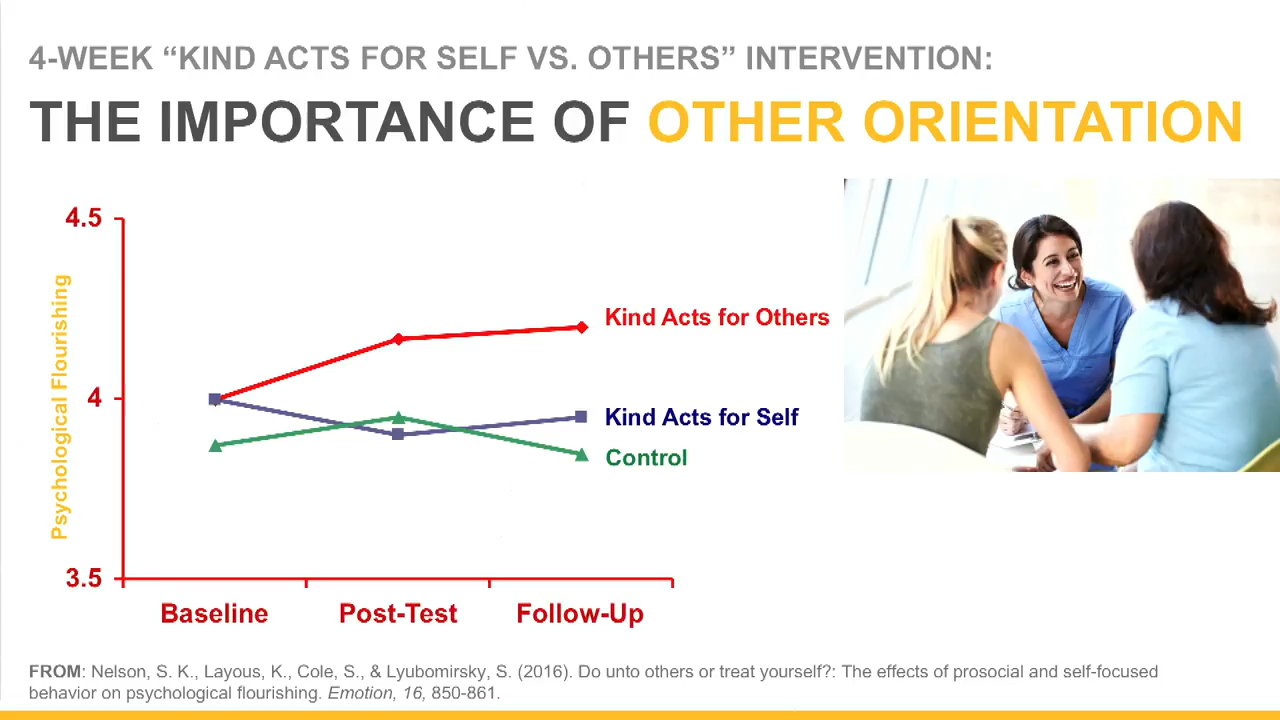 4-WEEK “KIND ACTS FOR SELF VS. OTHERS” INTERVENTION:
THE IMPORTANCE OF OTHER ORIENTATION
4.5
4
3.5
Psychological Flourishing
Kind Acts for Others
Kind Acts for Self
Control
Baseline Post-Test Follow-Up
FROM: Nelson, S. K., Layous, K., Cole, S., & Lyubomirsky, S. (2016). Do unto others or treat yourself?: The effects of prosocial and self-focused
behavior on psychological flourishing. Emotion, 16, 850-861.